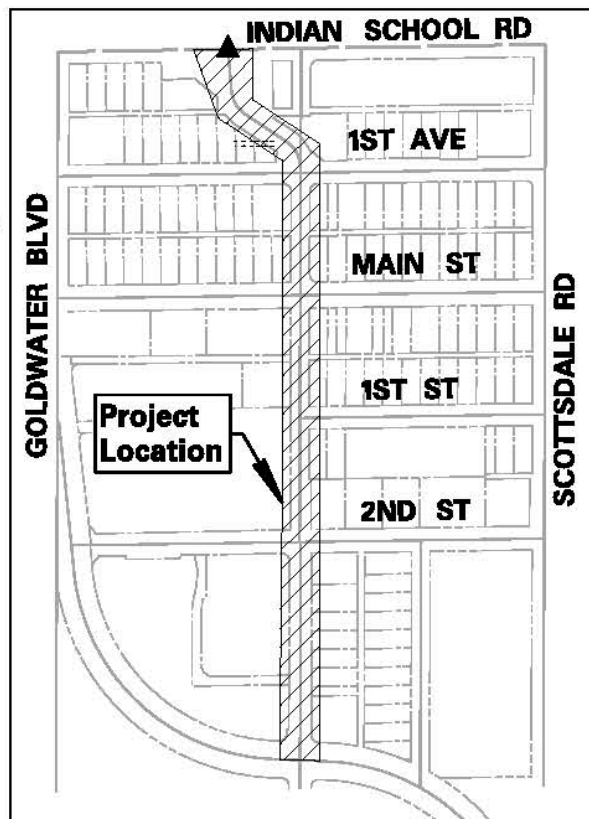 INDIAN SCHOOL RD
1ST AVE
GOLDWATER BLVD
MAIN ST
SCOTTSDALE RD
1ST ST
Project
Location
2ND ST